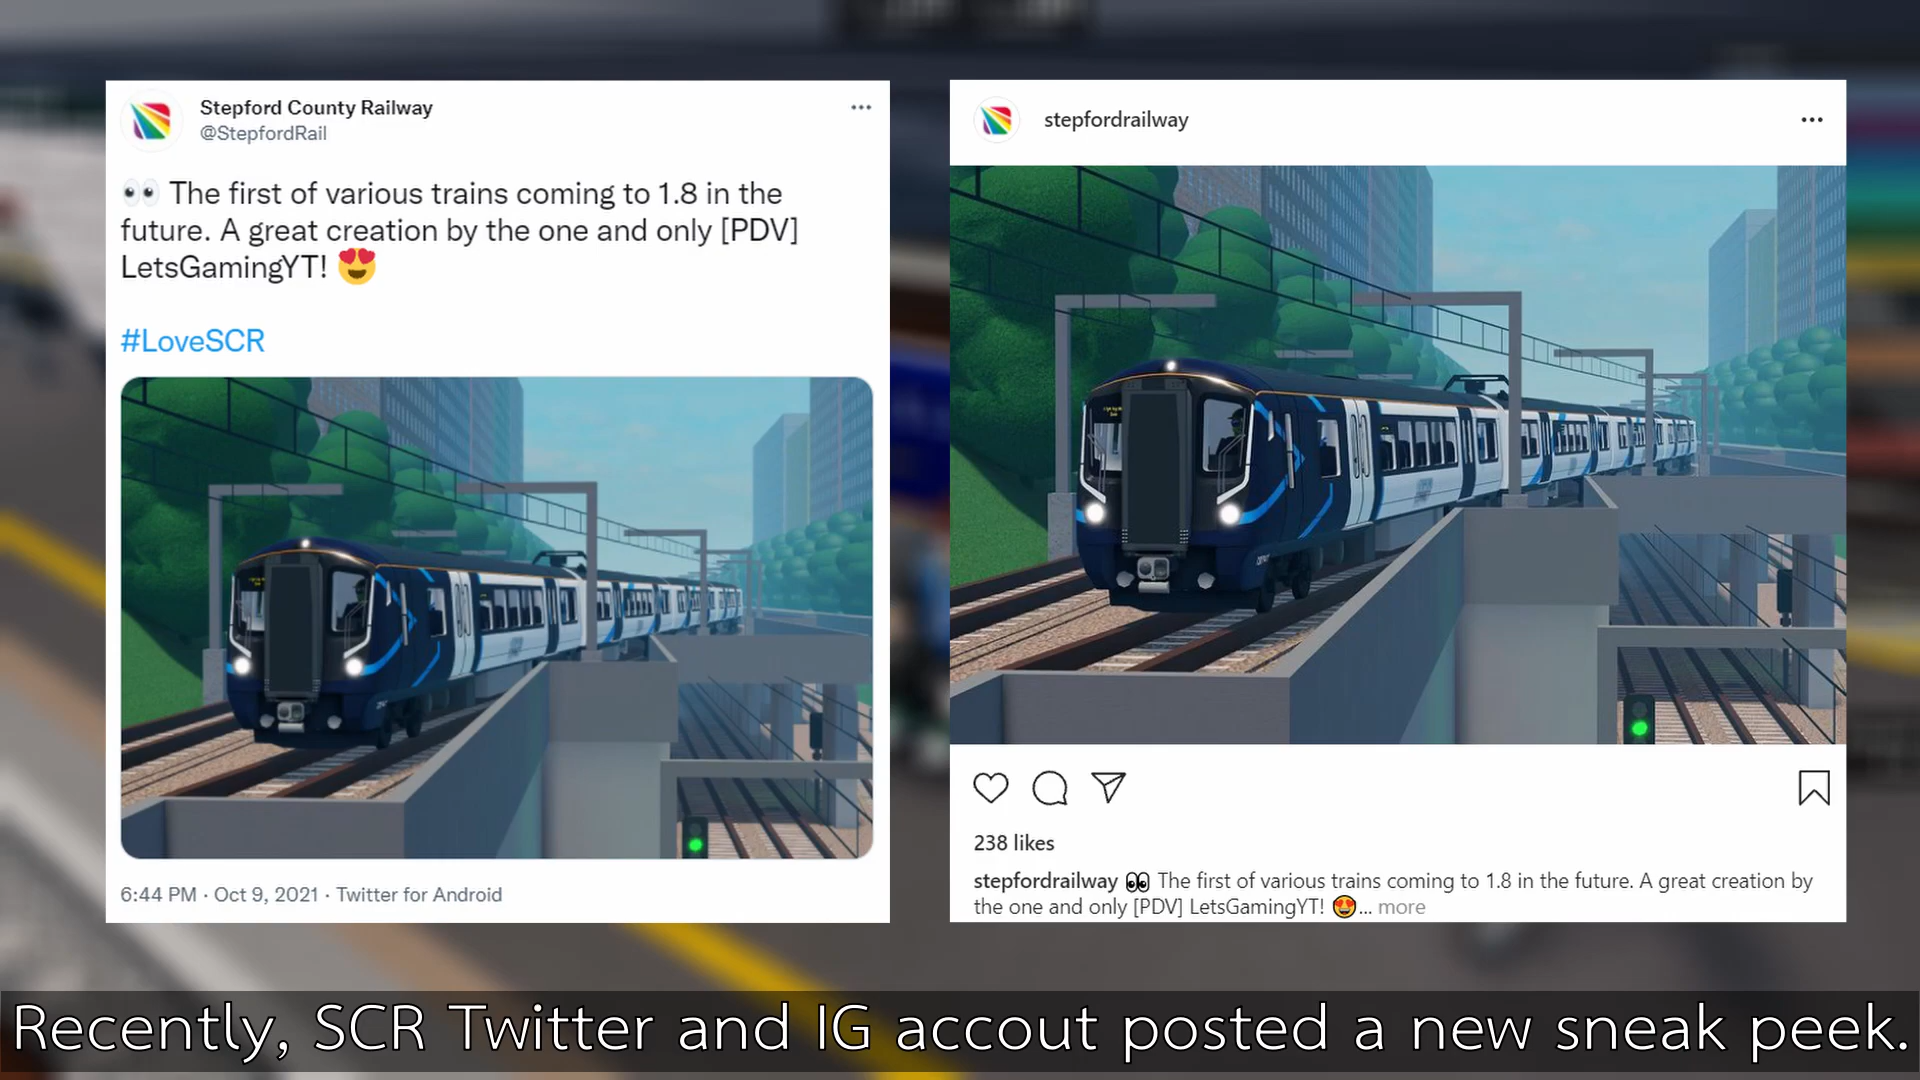 Stepford County Railway
@StepfordRail
👀 The first of various trains coming to 1.8 in the
future. A great creation by the one and only [PDV]
LetsGamingYT! 😍
#LoveSCR
6:44 PM · Oct 9, 2021 · Twitter for Android
stepfordrailway
238 likes
stepfordrailway 👀 The first of various trains coming to 1.8 in the future. A great creation by
the one and only [PDV] LetsGamingYT! 😍... more
Recently, SCR Twitter and IG accout posted a new sneak peek.